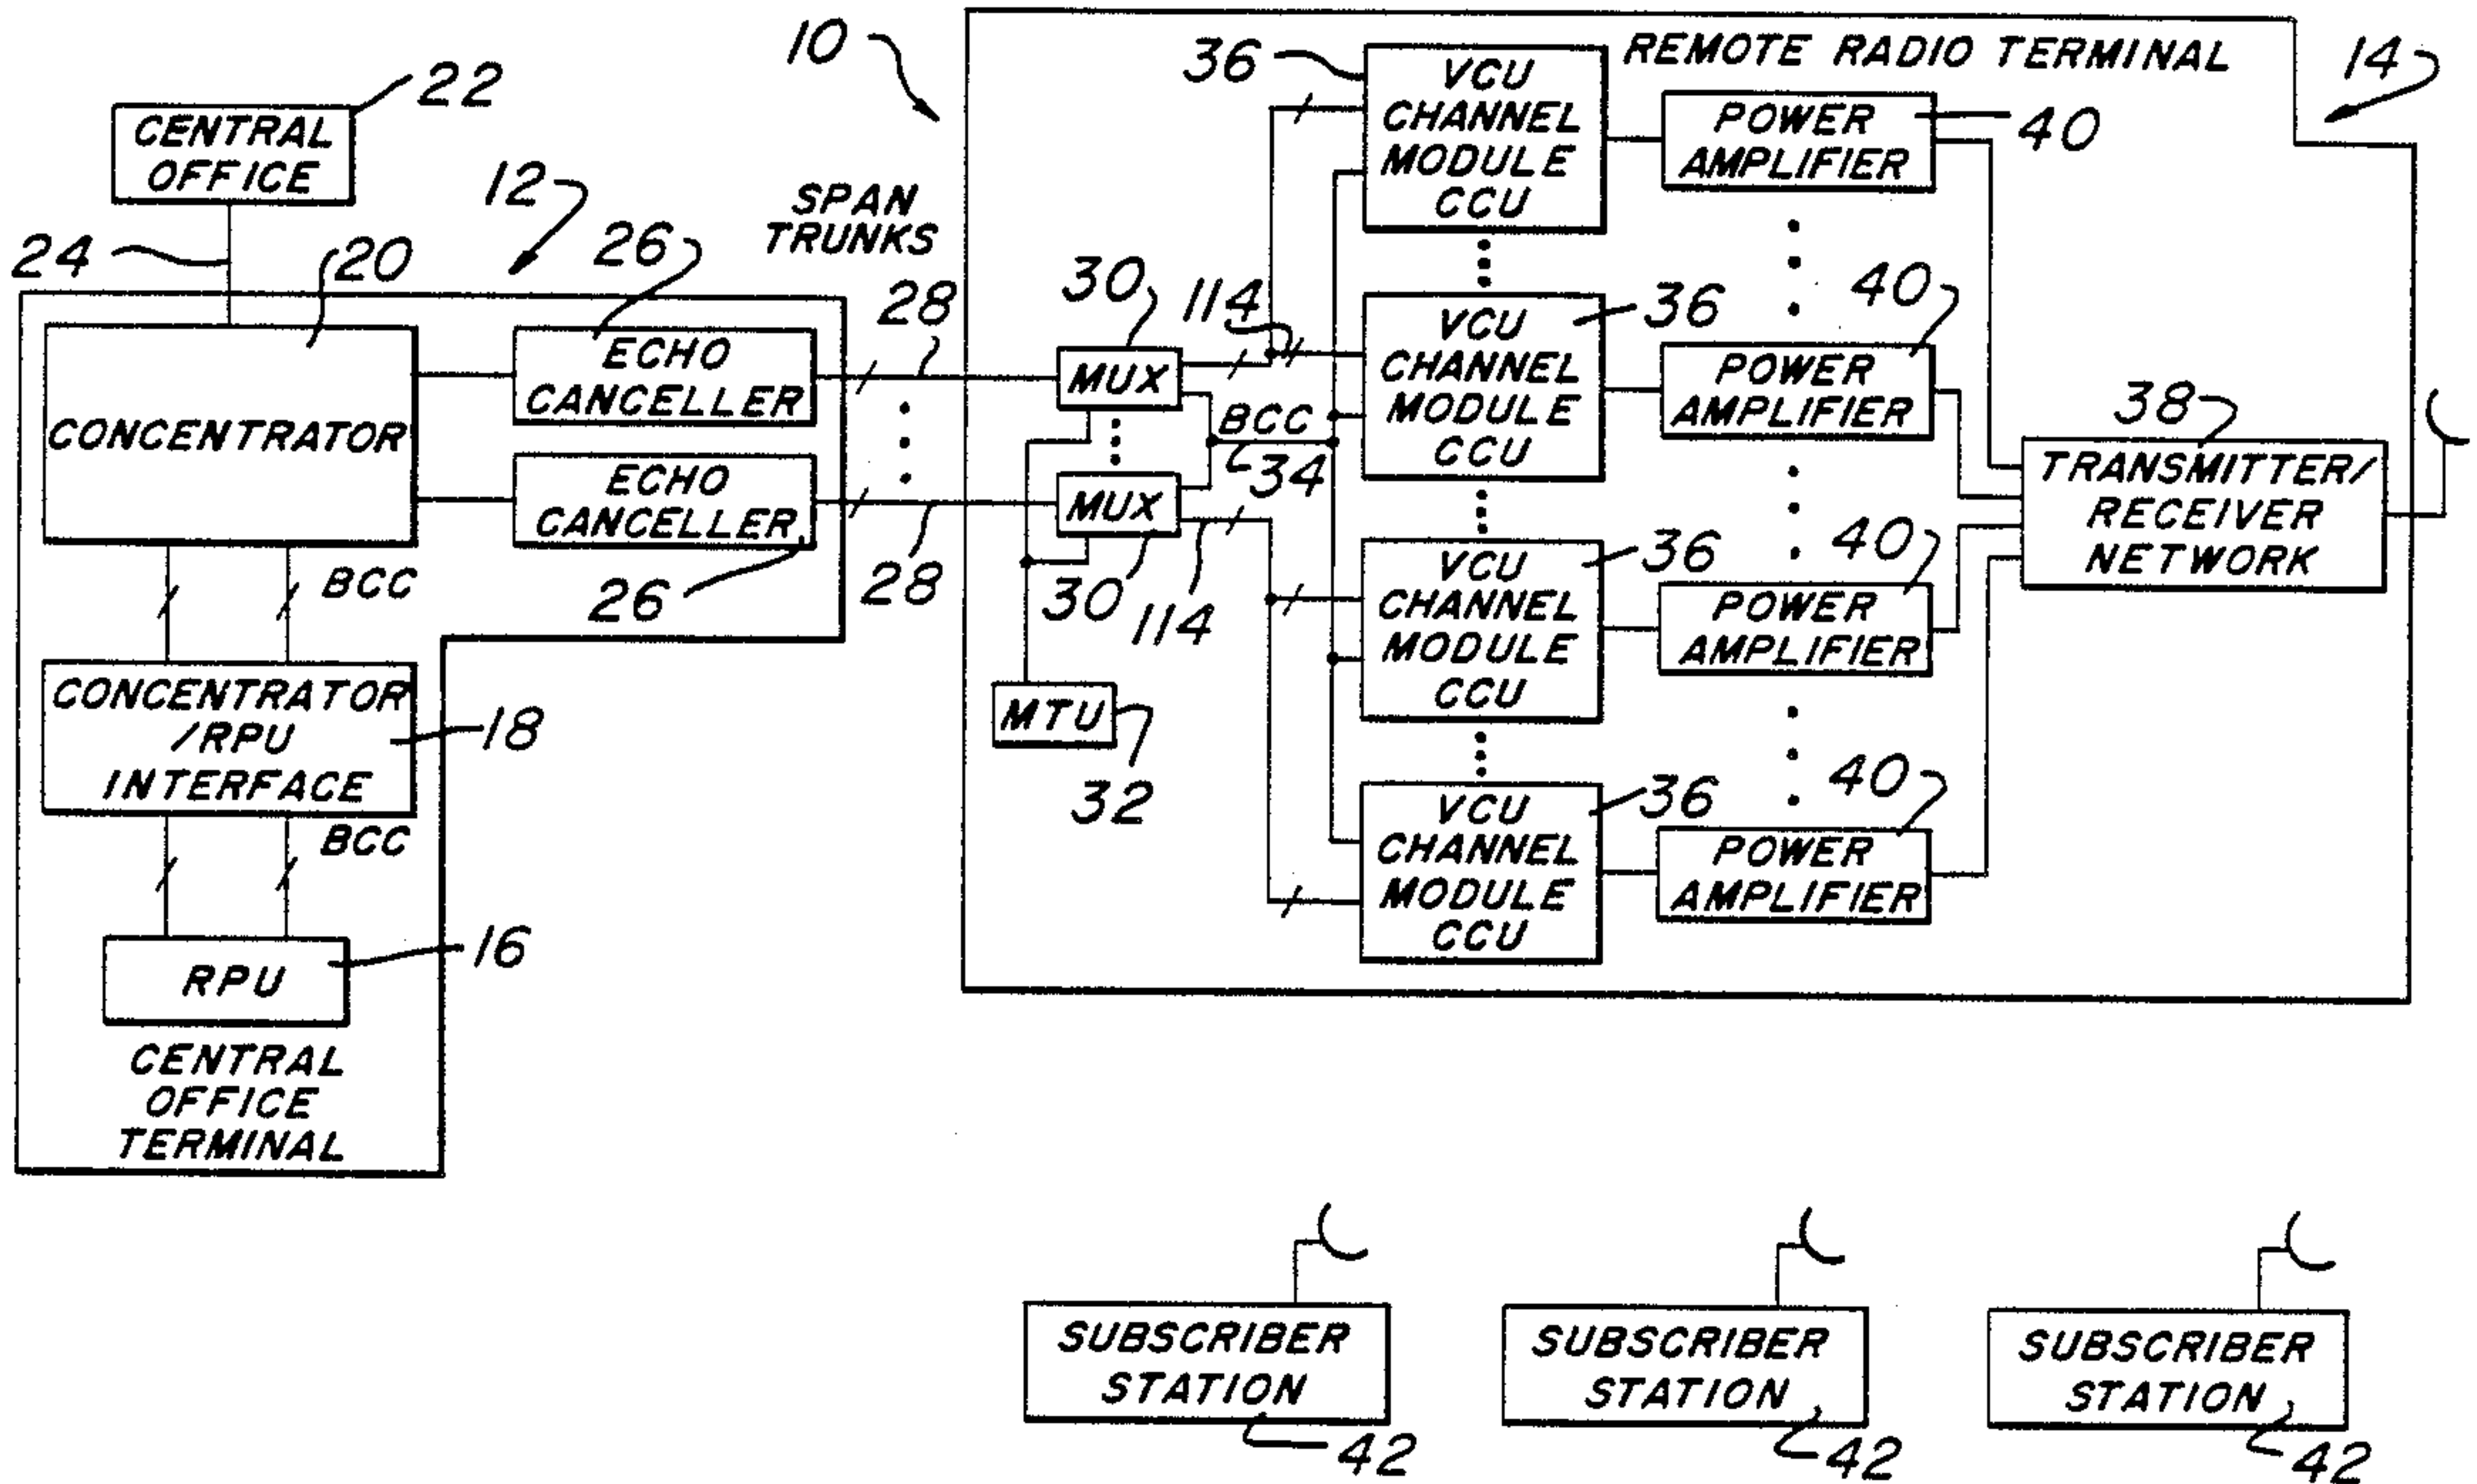 22
CENTRAL
OFFICE
24
20
12
26
SPAN
TRUNKS
28
CONCENTRATOR
ECHO
CANCELLER
ECHO
CANCELLER
26
28
BCC
CONCENTRATOR
/RPU
INTERFACE
18
BCC
RPU
16
CENTRAL
OFFICE
TERMINAL
10
REMOTE RADIO TERMINAL
14
36
VCU
CHANNEL
MODULE
CCU
POWER
AMPLIFIER
40
30
114
MUX
BCC
34
MUX
30
114
MTU
32
VCU
CHANNEL
MODULE
CCU
36
POWER
AMPLIFIER
40
38
TRANSMITTER/
RECEIVER
NETWORK
VCU
CHANNEL
MODULE
CCU
36
POWER
AMPLIFIER
40
VCU
CHANNEL
MODULE
CCU
36
POWER
AMPLIFIER
40
SUBSCRIBER
STATION
42
SUBSCRIBER
STATION
42
SUBSCRIBER
STATION
42